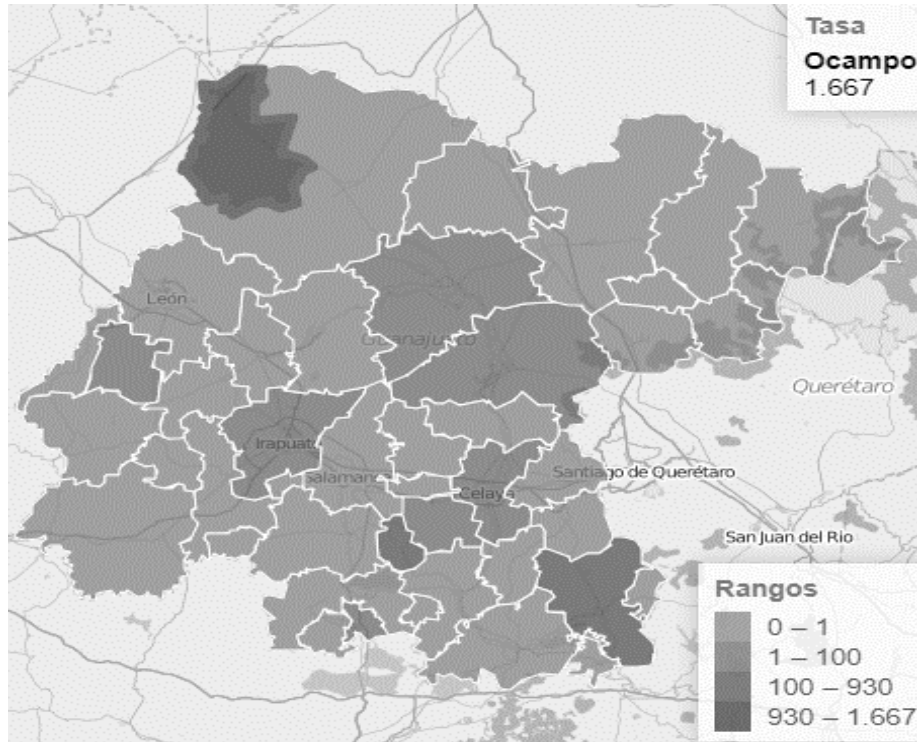 Tasa
Ocampo
1.667
León
Guanajuato
Querétaro
Irapuato
Salamanca
Santiago de Querétaro
Celaya
San Juan del Rio
Rangos
0 – 1
1 – 100
100 – 930
930 – 1.667